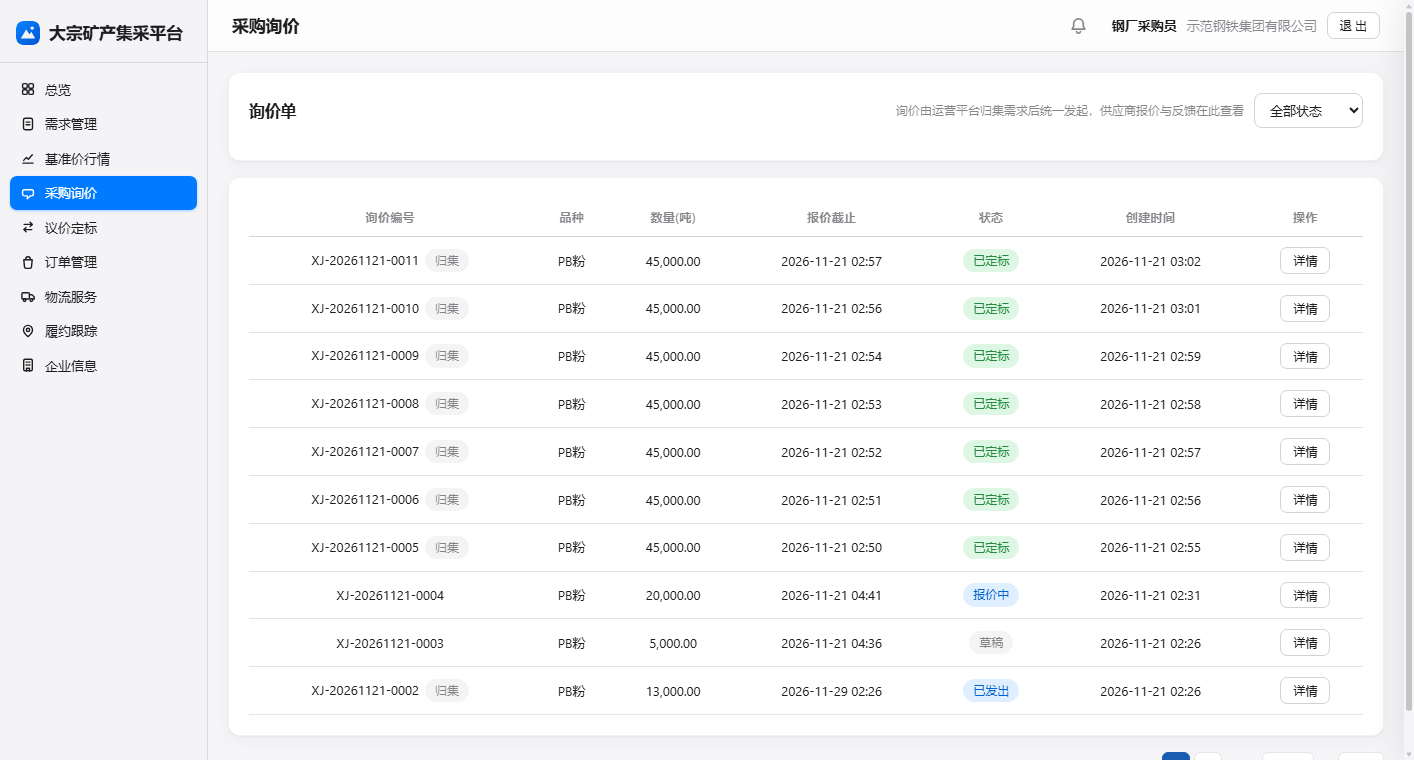 大宗矿产集采平台
总览
需求管理
基准价行情
采购询价
议价定标
订单管理
物流服务
履约跟踪
企业信息
采购询价
钢厂采购员 示范钢铁集团有限公司 退 出
询价单
询价由运营平台归集需求后统一发起，供应商报价与反馈在此查看 全部状态
询价编号 品种 数量(吨) 报价截止 状态 创建时间 操作
XJ-20261121-0011 归集 PB粉 45,000.00 2026-11-21 02:57 已定标 2026-11-21 03:02 详情
XJ-20261121-0010 归集 PB粉 45,000.00 2026-11-21 02:56 已定标 2026-11-21 03:01 详情
XJ-20261121-0009 归集 PB粉 45,000.00 2026-11-21 02:54 已定标 2026-11-21 02:59 详情
XJ-20261121-0008 归集 PB粉 45,000.00 2026-11-21 02:53 已定标 2026-11-21 02:58 详情
XJ-20261121-0007 归集 PB粉 45,000.00 2026-11-21 02:52 已定标 2026-11-21 02:57 详情
XJ-20261121-0006 归集 PB粉 45,000.00 2026-11-21 02:51 已定标 2026-11-21 02:56 详情
XJ-20261121-0005 归集 PB粉 45,000.00 2026-11-21 02:50 已定标 2026-11-21 02:55 详情
XJ-20261121-0004 PB粉 20,000.00 2026-11-21 04:41 报价中 2026-11-21 02:31 详情
XJ-20261121-0003 PB粉 5,000.00 2026-11-21 04:36 草稿 2026-11-21 02:26 详情
XJ-20261121-0002 归集 PB粉 13,000.00 2026-11-29 02:26 已发出 2026-11-21 02:26 详情